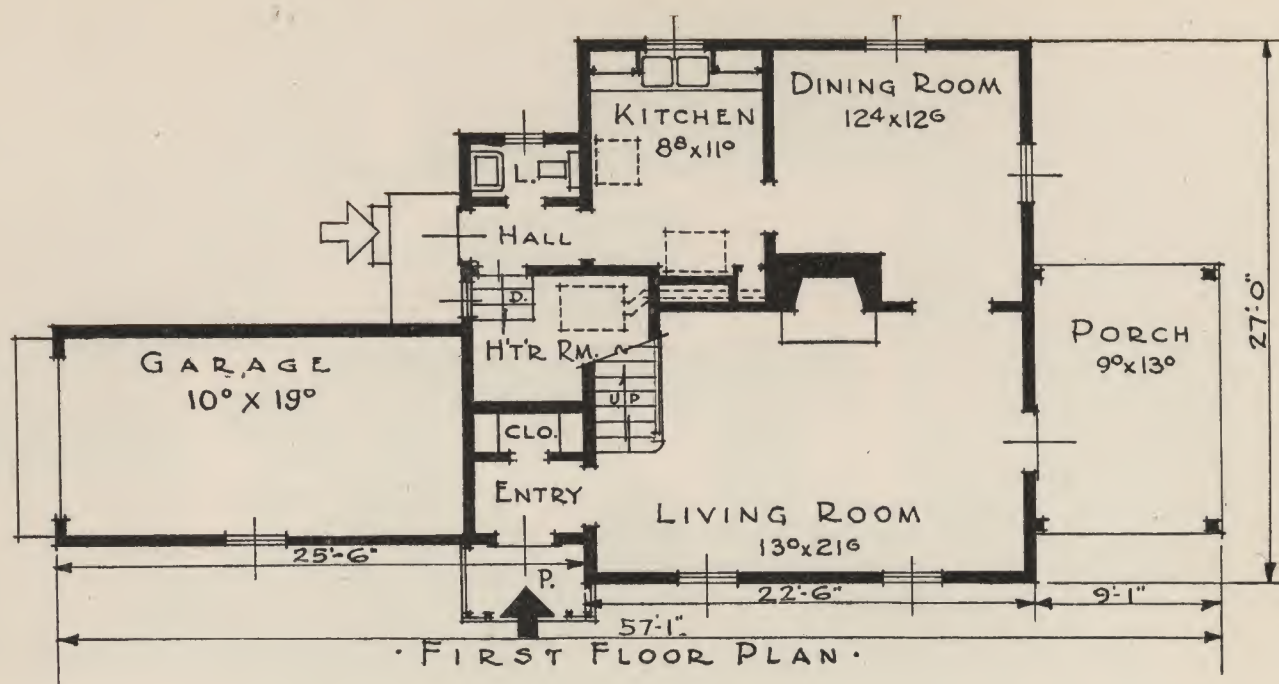 KITCHEN
8⁸x11⁰
DINING ROOM
12⁴x12⁶
L.
HALL
D.
H'T'R RM.
UP
GARAGE
10⁰ X 19⁰
CLO.
ENTRY
LIVING ROOM
13⁰x21⁶
PORCH
9⁰x13⁰
27'-0"
P.
25'-6"
22'-6"
9'-1"
57'-1"
· FIRST FLOOR PLAN ·